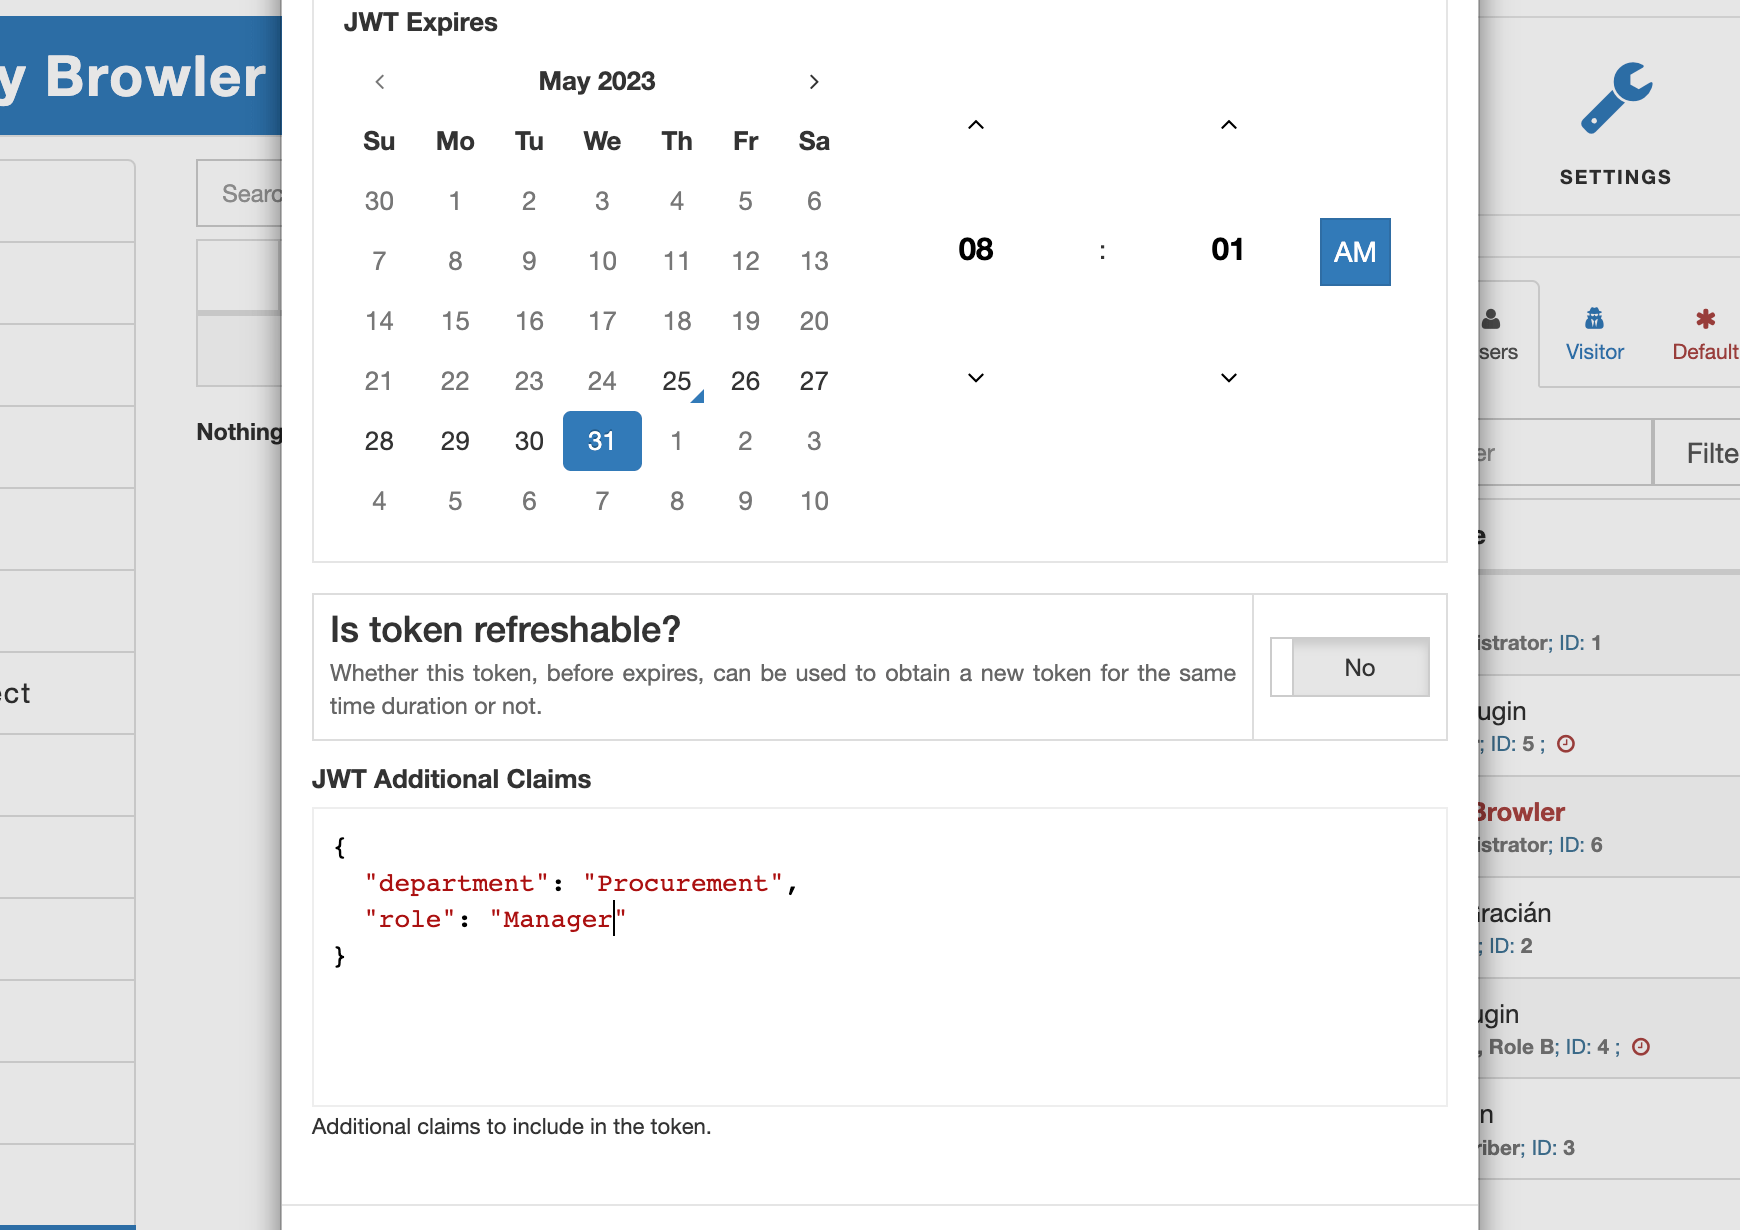 y Browler
Searc
Nothing
ect
JWT Expires
May 2023
Su Mo Tu We Th Fr Sa
30 1 2 3 4 5 6
7 8 9 10 11 12 13
14 15 16 17 18 19 20
21 22 23 24 25 26 27
28 29 30 31 1 2 3
4 5 6 7 8 9 10
08 : 01 AM
Is token refreshable?
Whether this token, before expires, can be used to obtain a new token for the same
time duration or not.
No
JWT Additional Claims
{
"department": "Procurement",
"role": "Manager"
}
Additional claims to include in the token.
SETTINGS
sers
Visitor
Default
er
Filte
e
istrator; ID: 1
ugin
; ID: 5 ;
Browler
istrator; ID: 6
Gracián
; ID: 2
ugin
, Role B; ID: 4 ;
n
riber; ID: 3